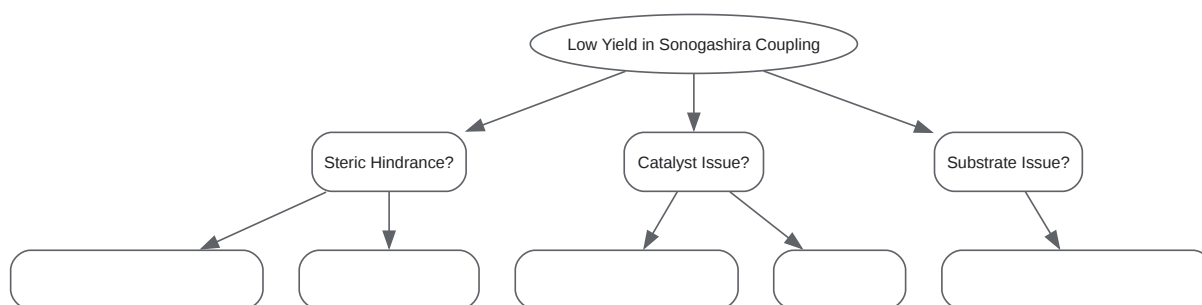 Low Yield in Sonogashira Coupling
Steric Hindrance?
Catalyst Issue?
Substrate Issue?